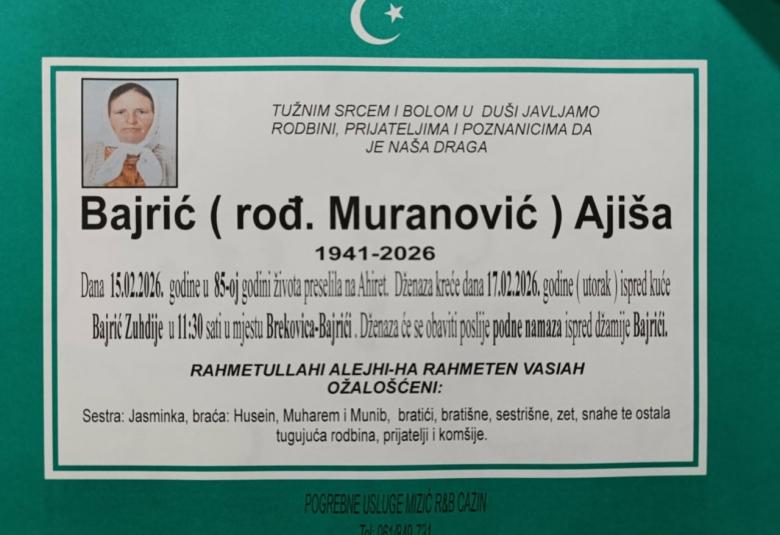 TUŽNIM SRCEM I BOLOM U DUŠI JAVLJAMO
RODBINI, PRIJATELJIMA I POZNANICIMA DA
JE NAŠA DRAGA
Bajrić ( rođ. Muranović ) Ajiša
1941-2026
Dana 15.02.2026. godine u 85-oj godini života preselila na Ahiret. Dženaza kreće dana 17.02.2026. godine ( utorak ) ispred kuće
Bajrić Zuhdije u 11:30 sati u mjestu Brekovica-Bajrići . Dženaza će se obaviti poslije podne namaza ispred džamije Bajrići.
RAHMETULLAHI ALEJHI-HA RAHMETEN VASIAH
OŽALOŠĆENI:
Sestra: Jasminka, braća: Husein, Muharem i Munib, bratići, bratišne, sestrišne, zet, snahe te ostala
tugujuća rodbina, prijatelji i komšije.
POGREBNE USLUGE MIZIĆ R&B CAZIN
Tel: